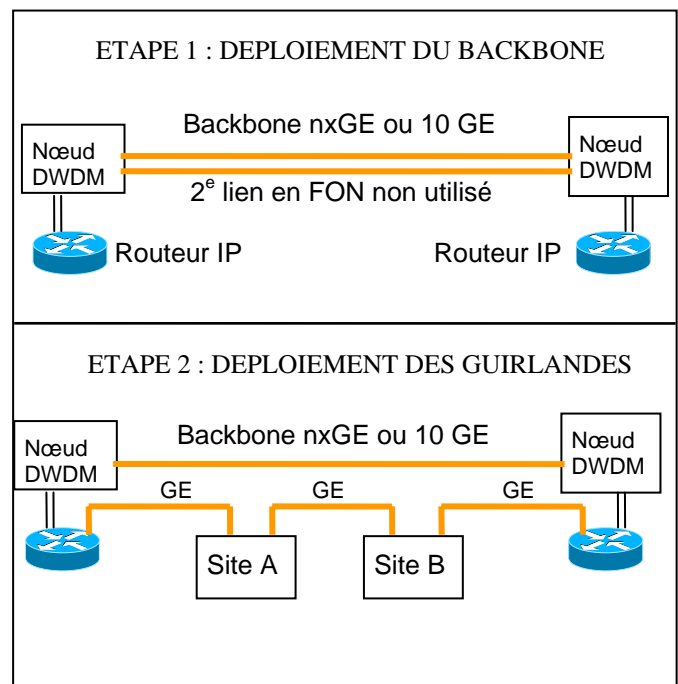 ETAPE 1 : DEPLOIEMENT DU BACKBONE
Backbone nxGE ou 10 GE
Nœud
DWDM
Nœud
DWDM
2e lien en FON non utilisé
Routeur IP
Routeur IP
ETAPE 2 : DEPLOIEMENT DES GUIRLANDES
Backbone nxGE ou 10 GE
Nœud
DWDM
Nœud
DWDM
GE
GE
GE
Site A
Site B